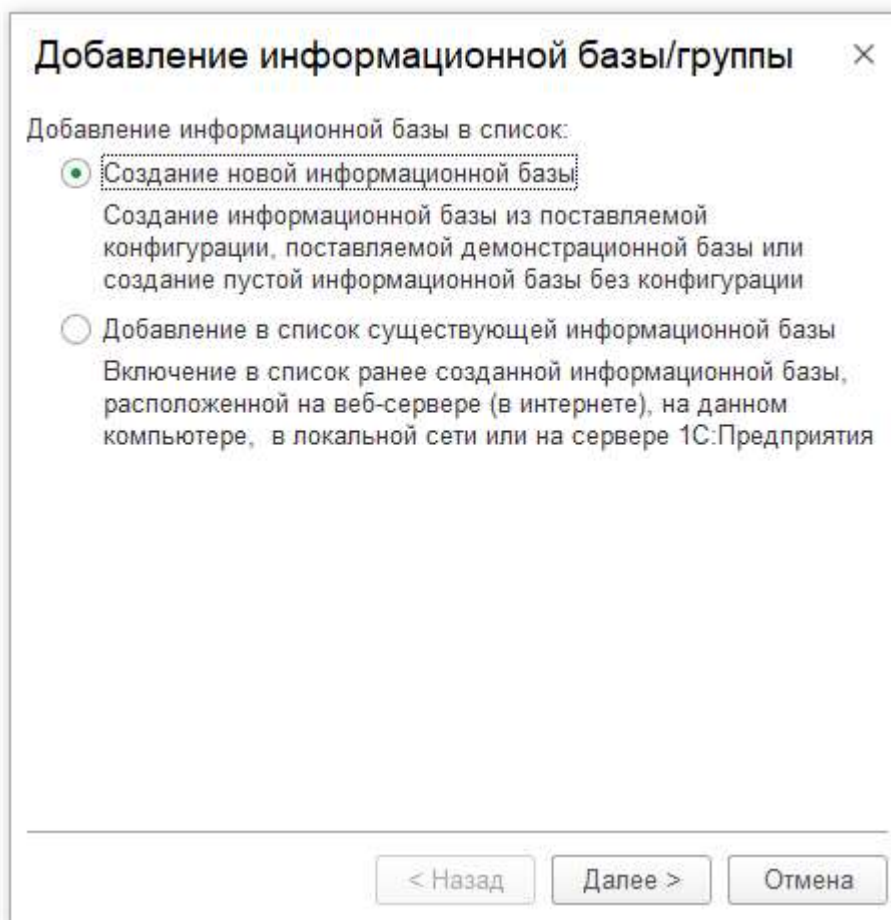 Добавление информационной базы/группы
Добавление информационной базы в список:
Создание новой информационной базы
Создание информационной базы из поставляемой
конфигурации, поставляемой демонстрационной базы или
создание пустой информационной базы без конфигурации
Добавление в список существующей информационной базы
Включение в список ранее созданной информационной базы,
расположенной на веб-сервере (в интернете), на данном
компьютере,  в локальной сети или на сервере 1С:Предприятия
< Назад Далее > Отмена